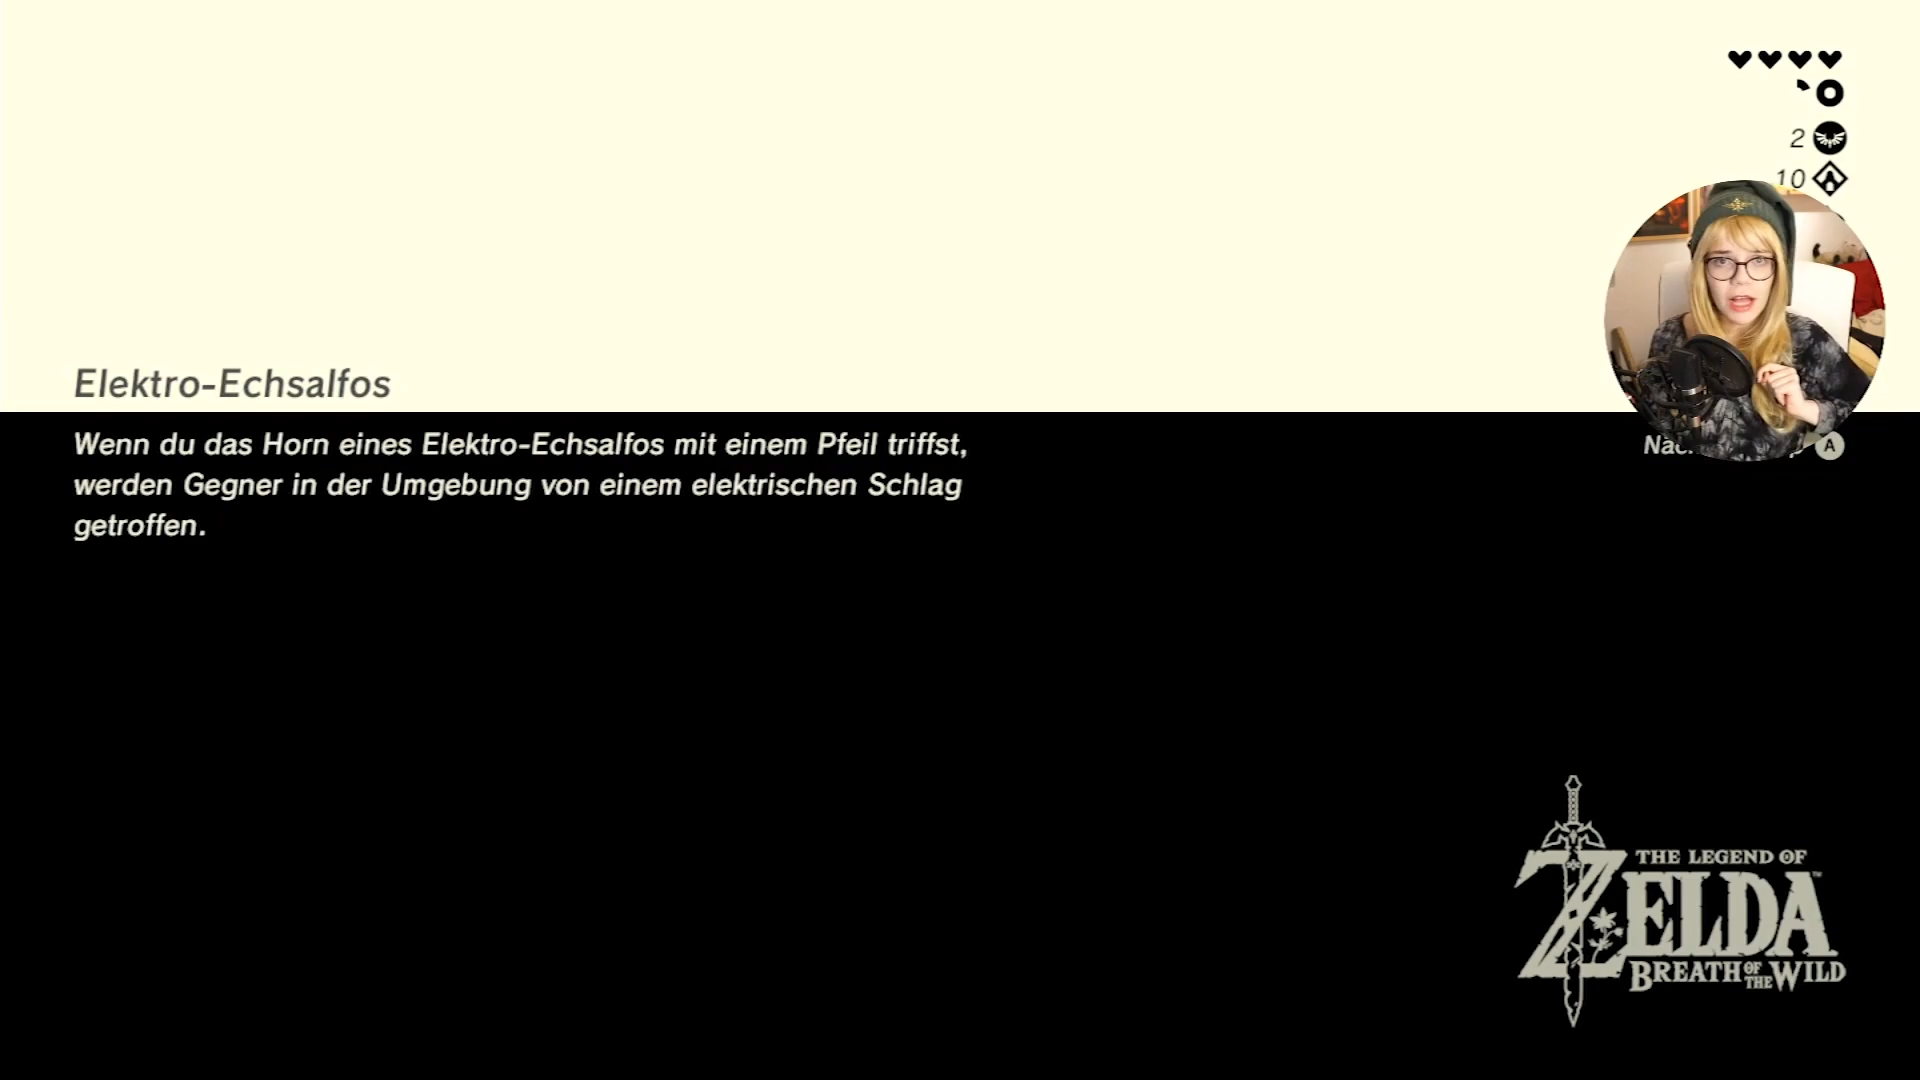 2
10
Elektro-Echsalfos
Wenn du das Horn eines Elektro-Echsalfos mit einem Pfeil triffst,
werden Gegner in der Umgebung von einem elektrischen Schlag
getroffen.
A
THE LEGEND OF
ZELDA
BREATH OF THE WILD